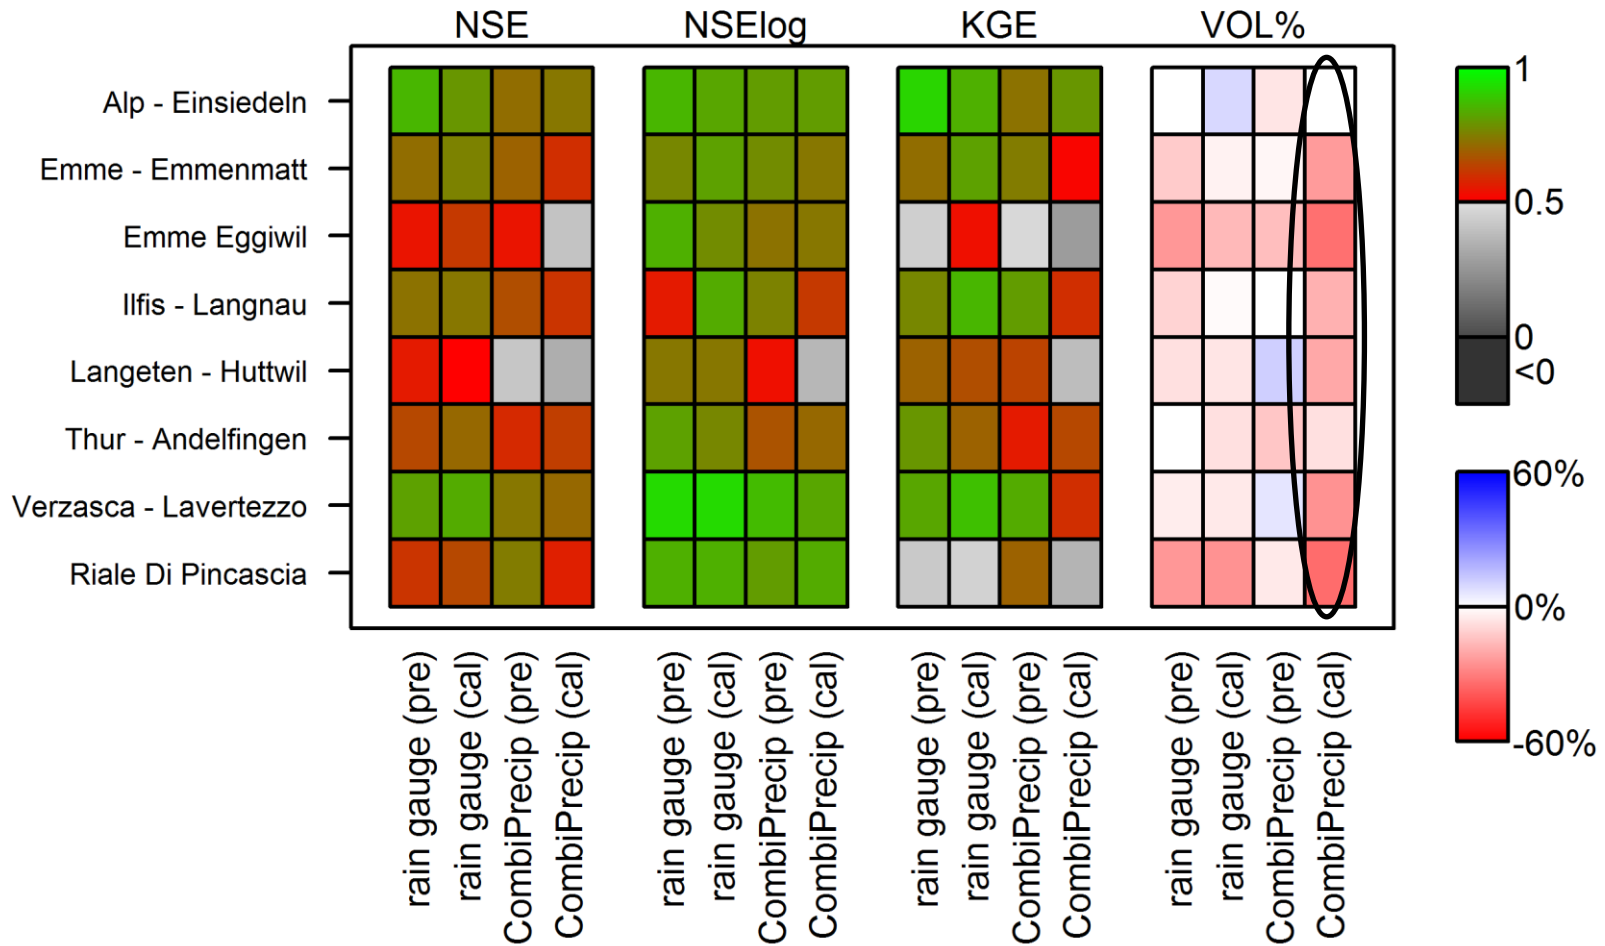 NSE NSElog KGE VOL%
Alp - Einsiedeln
Emme - Emmenmatt
Emme Eggiwil
Ilfis - Langnau
Langeten - Huttwil
Thur - Andelfingen
Verzasca - Lavertezzo
Riale Di Pincascia
1
0.5
0
<0
60%
0%
-60%
rain gauge (pre)
rain gauge (cal)
CombiPrecip (pre)
CombiPrecip (cal)
rain gauge (pre)
rain gauge (cal)
CombiPrecip (pre)
CombiPrecip (cal)
rain gauge (pre)
rain gauge (cal)
CombiPrecip (pre)
CombiPrecip (cal)
rain gauge (pre)
rain gauge (cal)
CombiPrecip (pre)
CombiPrecip (cal)